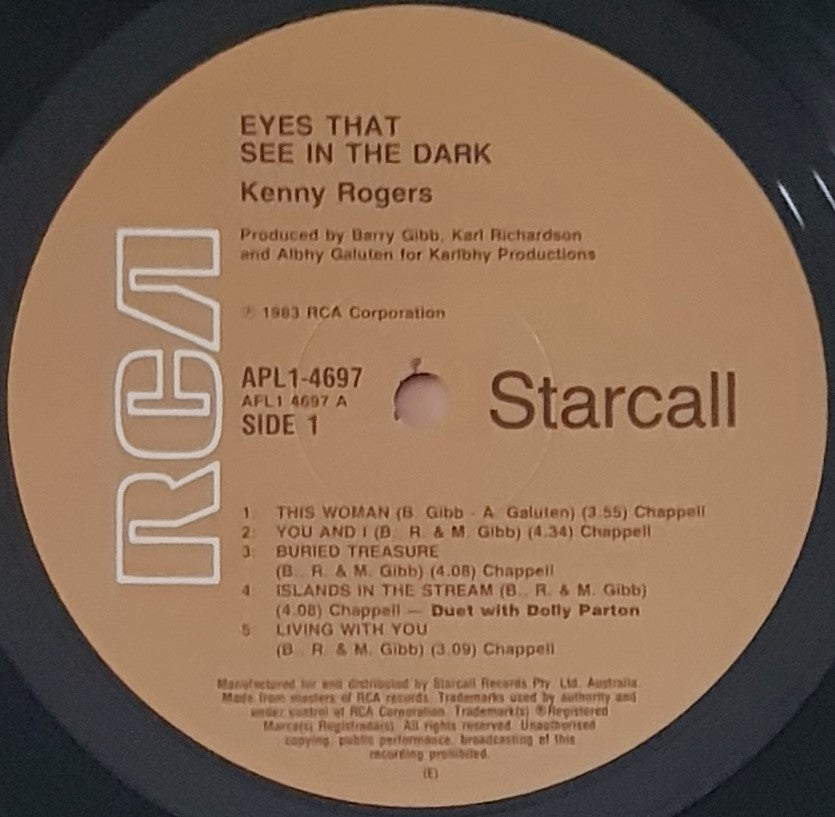 EYES THAT
SEE IN THE DARK
Kenny Rogers
Produced by Barry Gibb, Karl Richardson
and Albhy Galuten for Karlbhy Productions
℗ 1983 RCA Corporation
RCA
APL1-4697
AFL1 4697 A
SIDE 1
Starcall
1. THIS WOMAN (B. Gibb - A. Galuten) (3.55) Chappell
2. YOU AND I (B., R. & M. Gibb) (4.34) Chappell
3. BURIED TREASURE
(B., R. & M. Gibb) (4.08) Chappell
4. ISLANDS IN THE STREAM (B., R. & M. Gibb)
(4.08) Chappell — Duet with Dolly Parton
5. LIVING WITH YOU
(B., R. & M. Gibb) (3.09) Chappell
Manufactured for and distributed by Starcall Records Pty. Ltd. Australia.
Made from masters of RCA records. Trademarks used by authority and
under control of RCA Corporation. Trademark(s) ®Registered
Marca(s) Registrada(s). All rights reserved. Unauthorised
copying, public performance, broadcasting of this
recording prohibited.
(E)